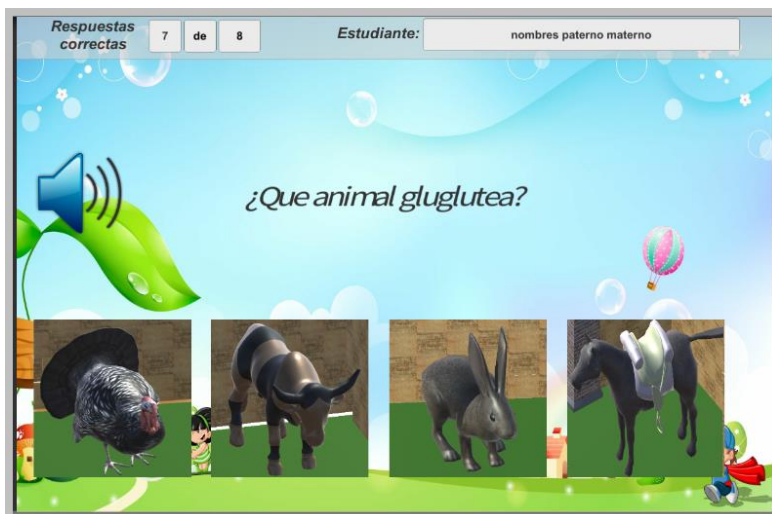 Respuestas
correctas
7 de 8
Estudiante:
nombres paterno materno
¿Que animal gluglutea?